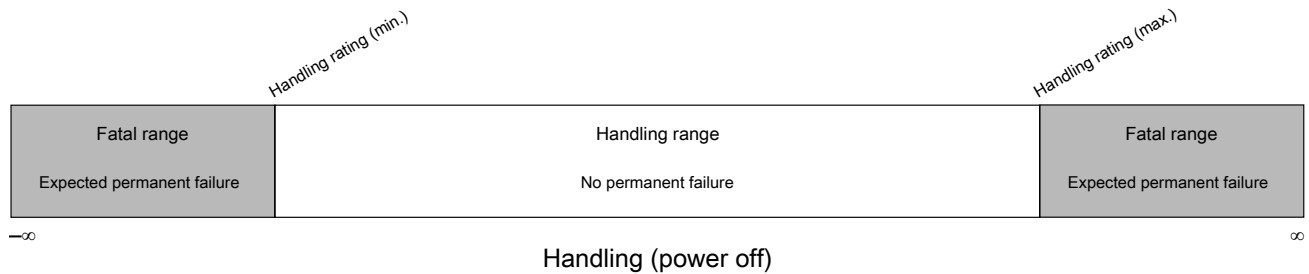 Handling rating (min.)
Handling rating (max.)
Fatal range
Expected permanent failure
Handling range
No permanent failure
Fatal range
Expected permanent failure
–∞
∞
Handling (power off)